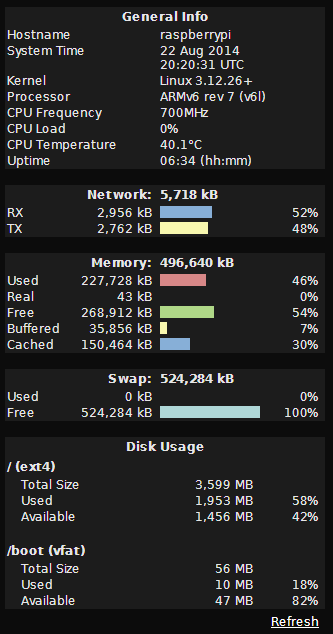 General Info
Hostname raspberrypi
System Time 22 Aug 2014
20:20:31 UTC
Kernel Linux 3.12.26+
Processor ARMv6 rev 7 (v6l)
CPU Frequency 700MHz
CPU Load 0%
CPU Temperature 40.1°C
Uptime 06:34 (hh:mm)
Network: 5,718 kB
RX 2,956 kB 52%
TX 2,762 kB 48%
Memory: 496,640 kB
Used 227,728 kB 46%
Real 43 kB 0%
Free 268,912 kB 54%
Buffered 35,856 kB 7%
Cached 150,464 kB 30%
Swap: 524,284 kB
Used 0 kB 0%
Free 524,284 kB 100%
Disk Usage
/ (ext4)
Total Size 3,599 MB
Used 1,953 MB 58%
Available 1,456 MB 42%
/boot (vfat)
Total Size 56 MB
Used 10 MB 18%
Available 47 MB 82%
Refresh